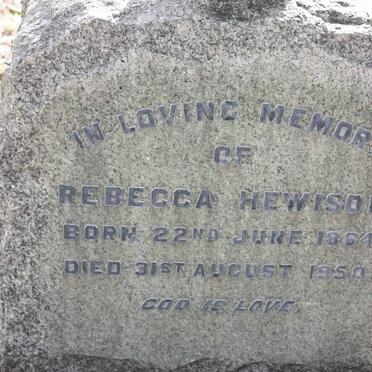 IN LOVING MEMOR
OF
REBECCA HEWISO
BORN 22ND JUNE 1864
DIED 31ST AUGUST 1950
GOD IS LOVE.